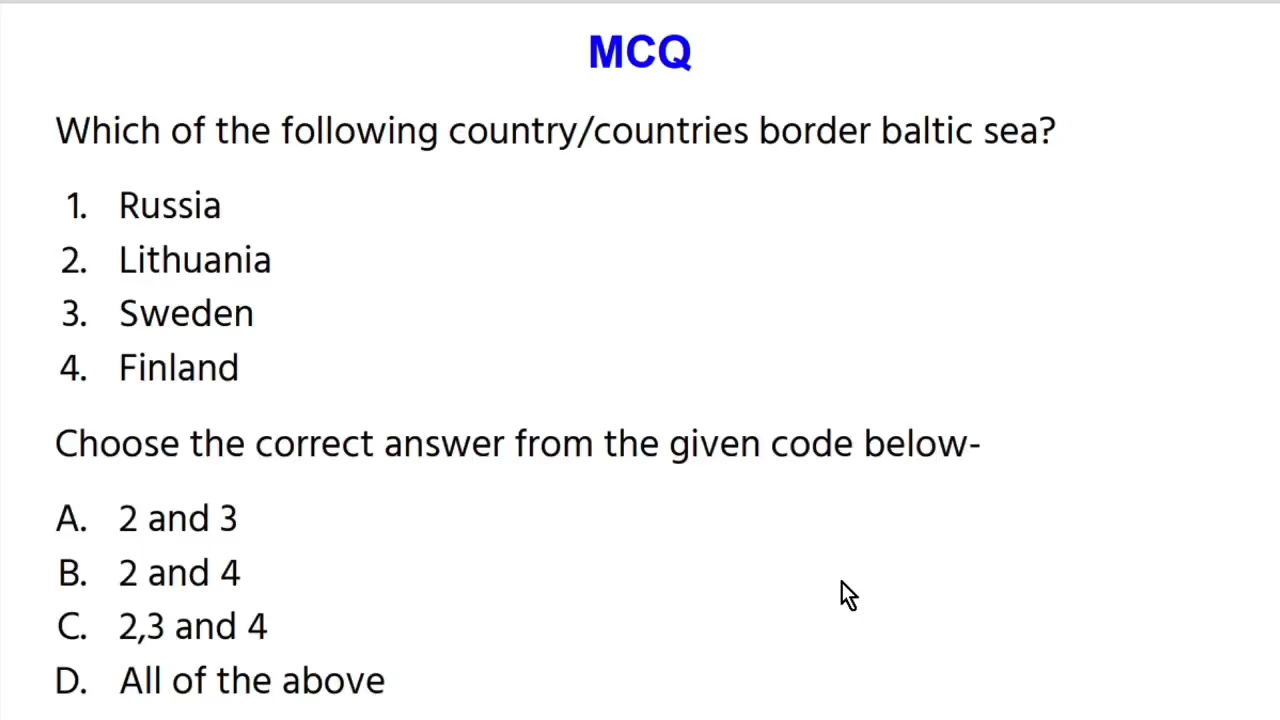 MCQ
Which of the following country/countries border baltic sea?
1. Russia
2. Lithuania
3. Sweden
4. Finland
Choose the correct answer from the given code below-
A. 2 and 3
B. 2 and 4
C. 2,3 and 4
D. All of the above